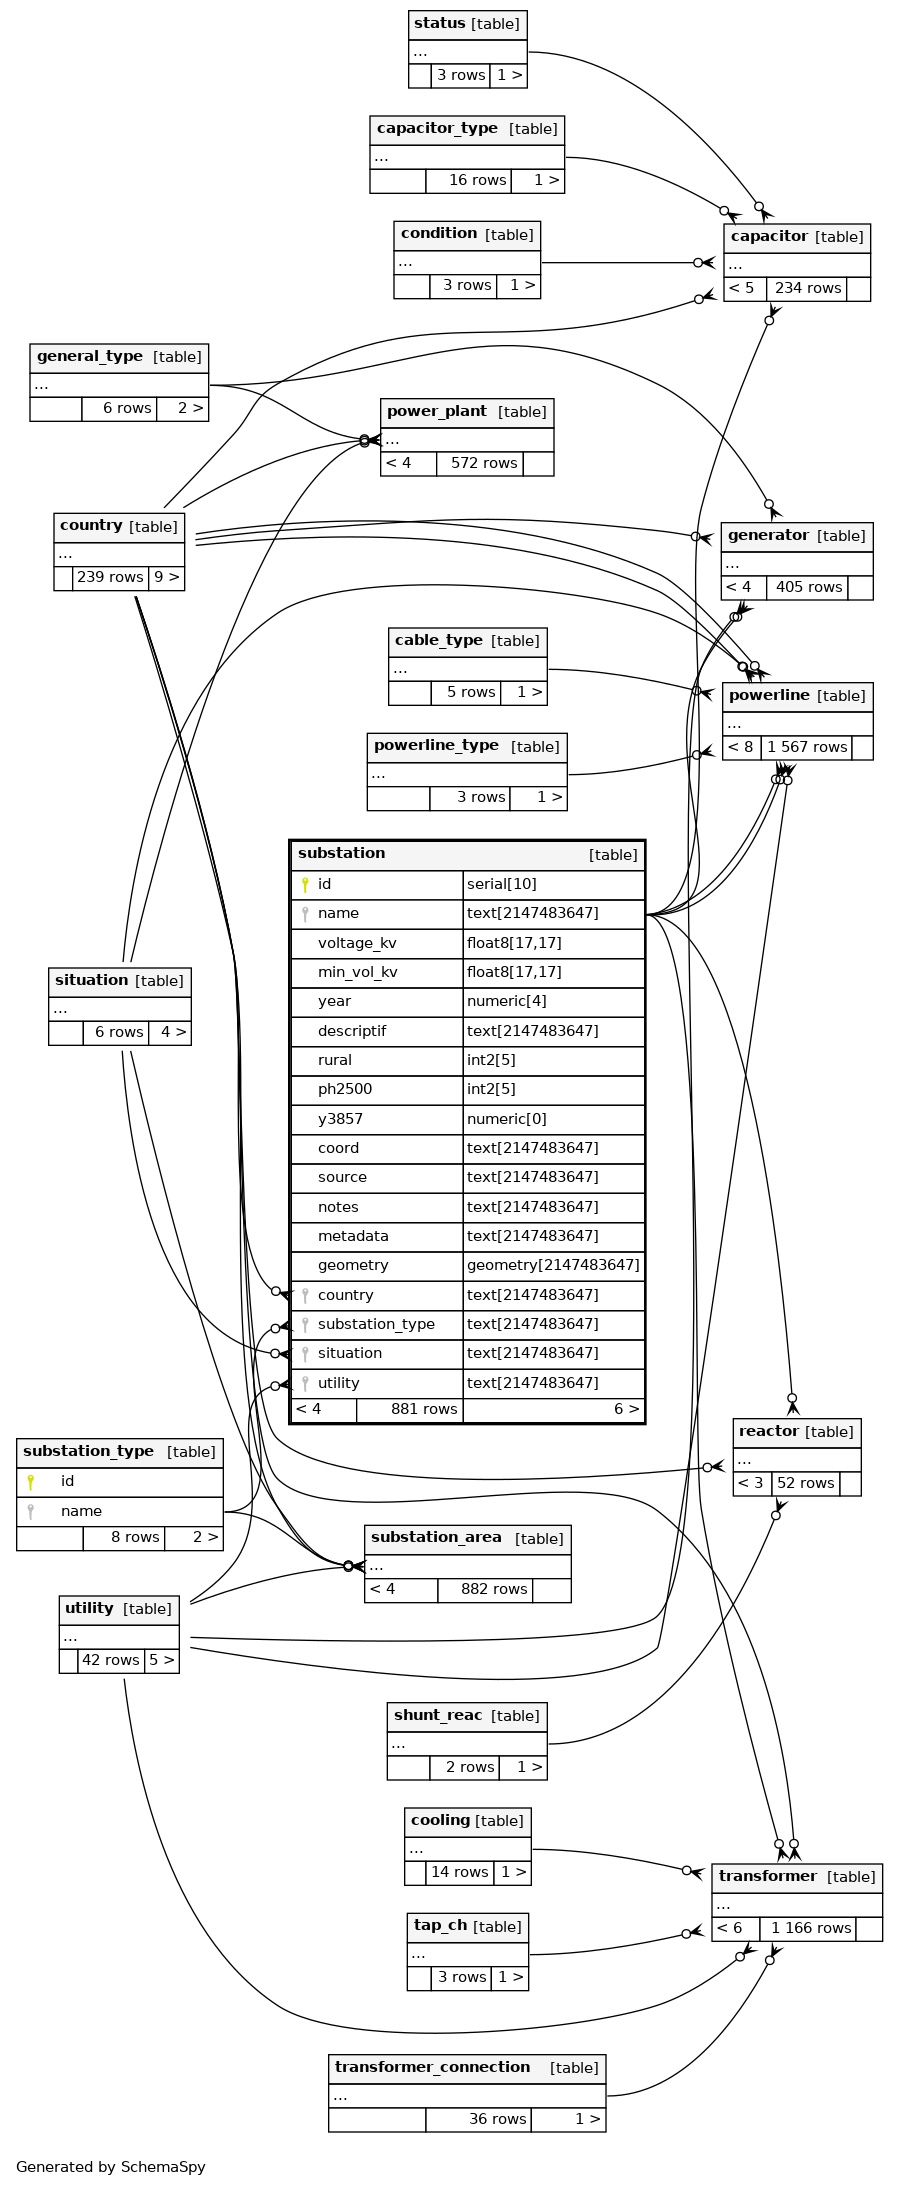 status [table]
...
3 rows 1 >
capacitor_type [table]
...
16 rows 1 >
condition [table]
...
3 rows 1 >
capacitor [table]
...
< 5 234 rows
general_type [table]
...
6 rows 2 >
power_plant [table]
...
< 4 572 rows
country [table]
...
239 rows 9 >
generator [table]
...
< 4 405 rows
cable_type [table]
...
5 rows 1 >
powerline [table]
...
< 8 1 567 rows
powerline_type [table]
...
3 rows 1 >
substation [table]
id serial[10]
name text[2147483647]
voltage_kv float8[17,17]
min_vol_kv float8[17,17]
year numeric[4]
descriptif text[2147483647]
rural int2[5]
ph2500 int2[5]
y3857 numeric[0]
coord text[2147483647]
source text[2147483647]
notes text[2147483647]
metadata text[2147483647]
geometry geometry[2147483647]
country text[2147483647]
substation_type text[2147483647]
situation text[2147483647]
utility text[2147483647]
< 4 881 rows 6 >
situation [table]
...
6 rows 4 >
reactor [table]
...
< 3 52 rows
substation_type [table]
id
name
8 rows 2 >
substation_area [table]
...
< 4 882 rows
utility [table]
...
42 rows 5 >
shunt_reac [table]
...
2 rows 1 >
cooling [table]
...
14 rows 1 >
transformer [table]
...
< 6 1 166 rows
tap_ch [table]
...
3 rows 1 >
transformer_connection [table]
...
36 rows 1 >
Generated by SchemaSpy